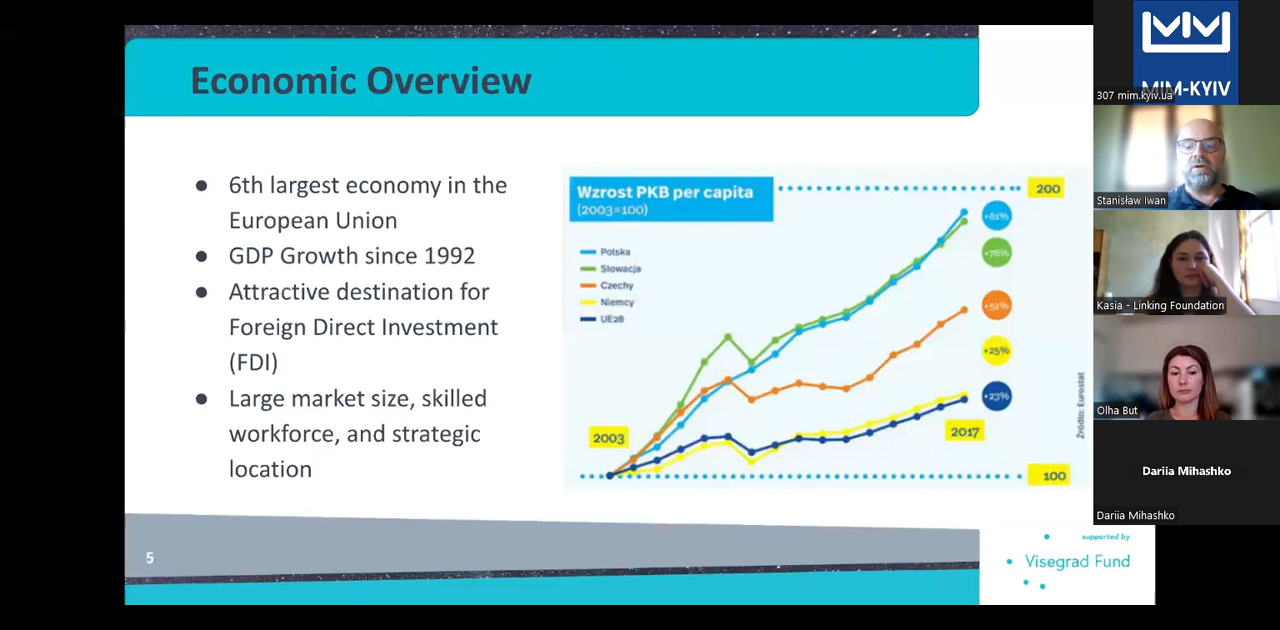 Economic Overview
● 6th largest economy in the
European Union
● GDP Growth since 1992
● Attractive destination for
Foreign Direct Investment
(FDI)
● Large market size, skilled
workforce, and strategic
location
Wzrost PKB per capita
(2003=100)
200
Polska
Słowacja
Czechy
Niemcy
UE28
+81%
+78%
+51%
+25%
+23%
2003
2017
100
Źródło: Eurostat
5
supported by
Visegrad Fund
MIM-KYIV
307 mim.kyiv.ua
Stanisław Iwan
Kasia - Linking Foundation
Olha But
Dariia Mihashko
Dariia Mihashko